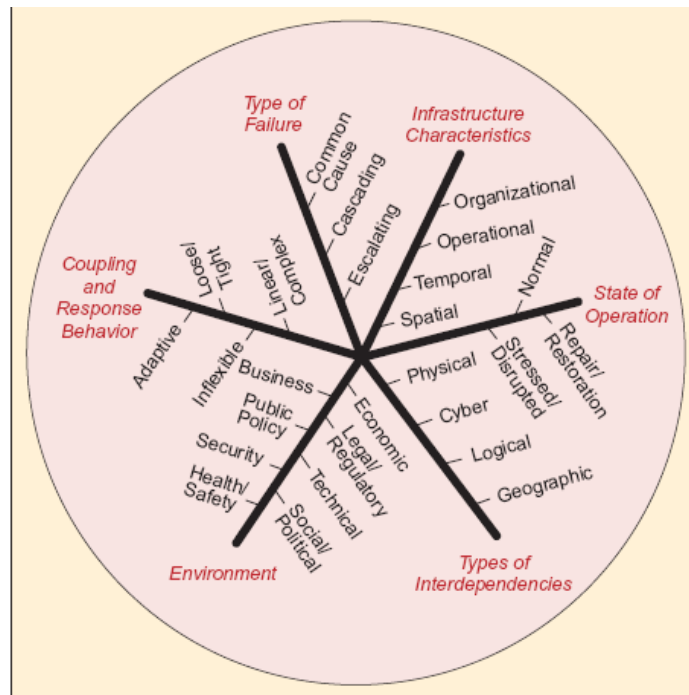 Type of
Failure
Common
Cause
Cascading
Escalating
Infrastructure
Characteristics
Organizational
Operational
Temporal
Spatial
State of
Operation
Normal
Repair/
Restoration
Stressed/
Disrupted
Types of
Interdependencies
Physical
Cyber
Logical
Geographic
Environment
Economic
Legal/
Regulatory
Technical
Social/
Political
Business
Public
Policy
Security
Health/
Safety
Coupling
and
Response
Behavior
Adaptive
Loose/
Tight
Inflexible
Linear/
Complex